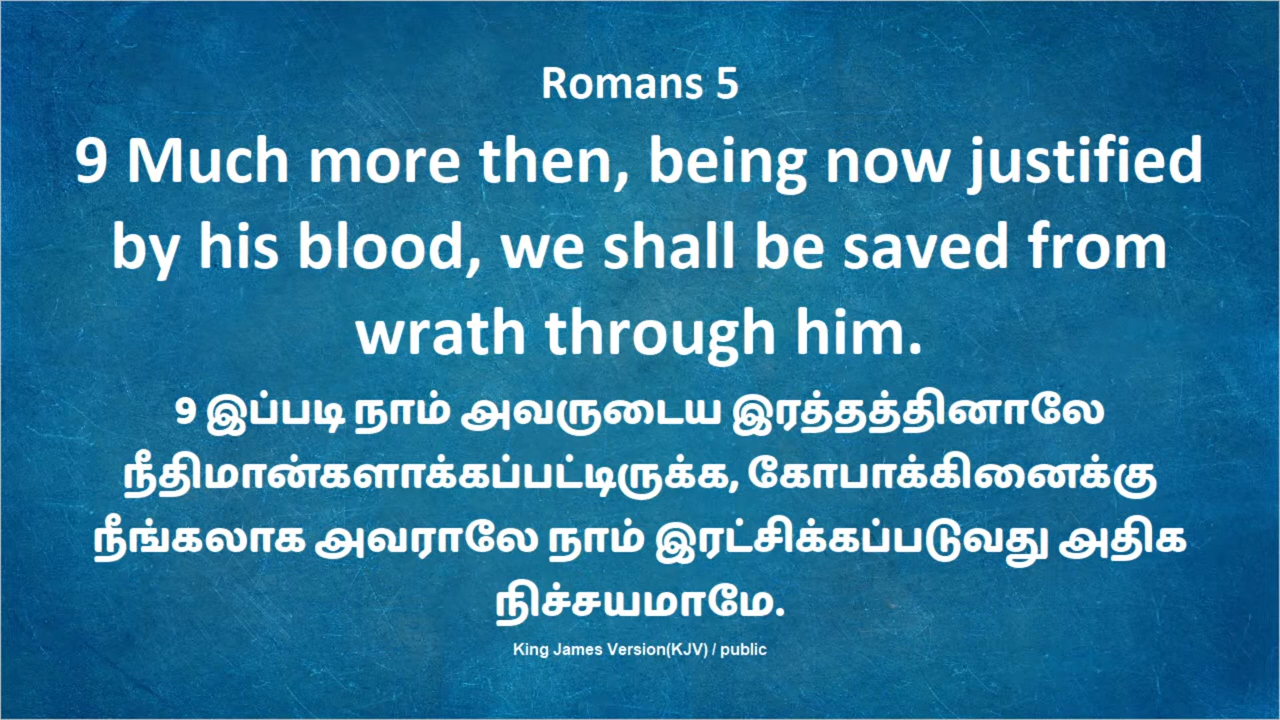 Romans 5
9 Much more then, being now justified
by his blood, we shall be saved from
wrath through him.
9 இப்படி நாம் அவருடைய இரத்தத்தினாலே
நீதிமான்களாக்கப்பட்டிருக்க, கோபாக்கினைக்கு
நீங்கலாக அவராலே நாம் இரட்சிக்கப்படுவது அதிக
நிச்சயமாமே.
King James Version(KJV) / public